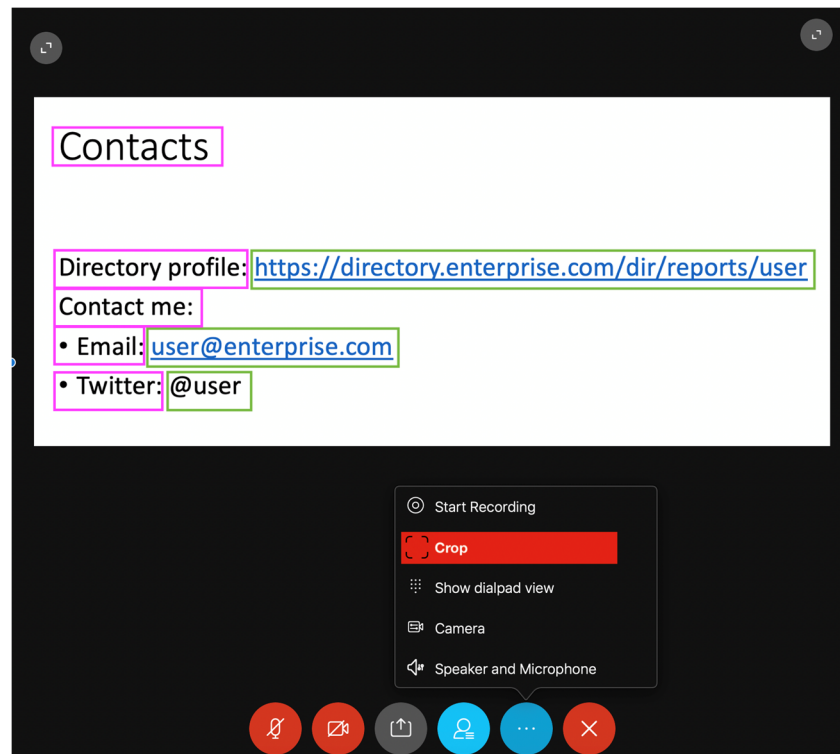 Contacts
Directory profile: https://directory.enterprise.com/dir/reports/user
Contact me:
• Email: user@enterprise.com
• Twitter: @user
Start Recording
Crop
Show dialpad view
Camera
Speaker and Microphone